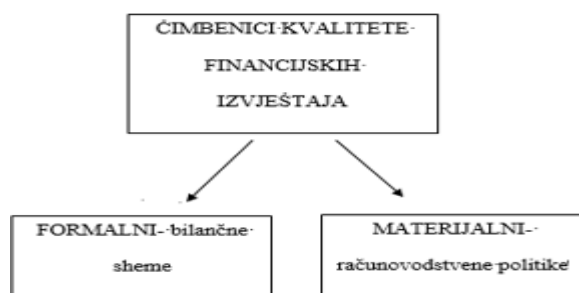 ČIMBENICI KVALITETE
FINANCIJSKIH
IZVJEŠTAJA
FORMALNI- bilančne
sheme
MATERIJALNI-
računovodstvene politike